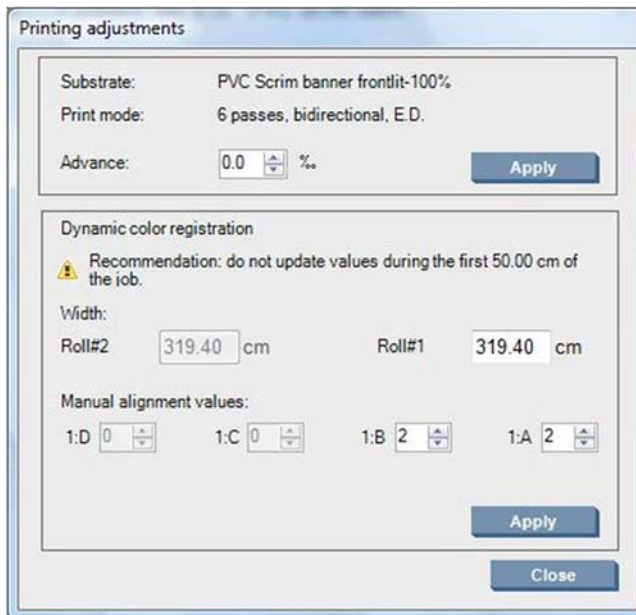 Printing adjustments
Substrate: PVC Scrim banner frontlit-100%
Print mode: 6 passes, bidirectional, E.D.
Advance: 0.0 ‰ Apply
Dynamic color registration
Recommendation: do not update values during the first 50.00 cm of
the job.
Width:
Roll#2 319.40 cm Roll#1 319.40 cm
Manual alignment values:
1:D 0 1:C 0 1:B 2 1:A 2
Apply
Close